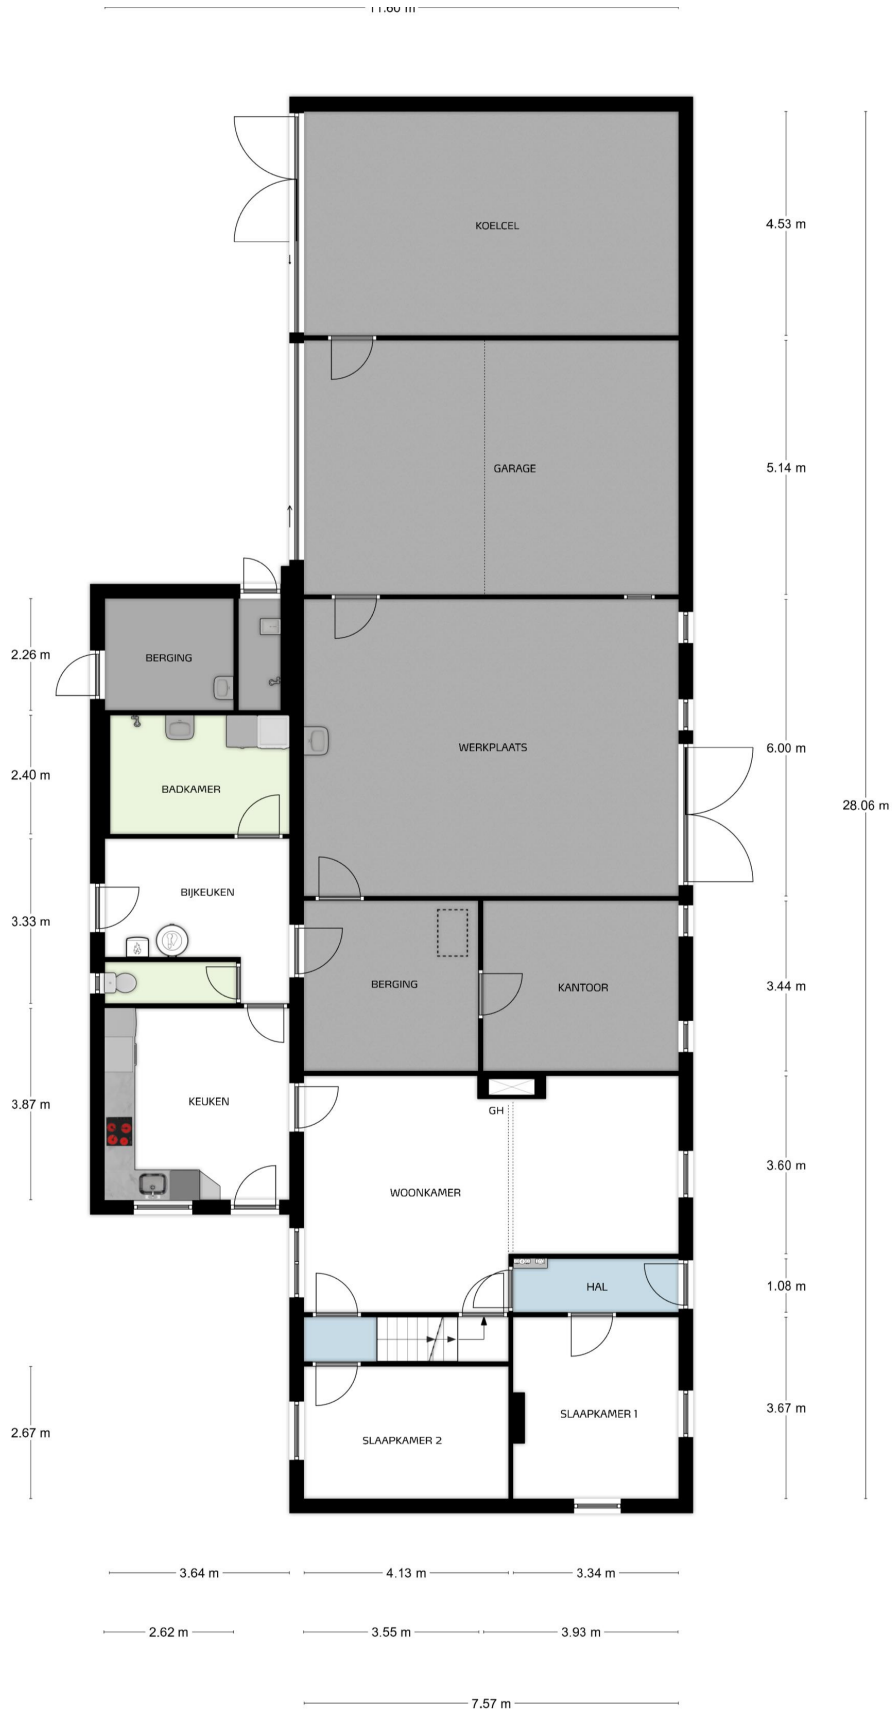 11.60 m
KOELCEL
4.53 m
GARAGE
5.14 m
2.26 m
BERGING
WERKPLAATS
6.00 m
2.40 m
BADKAMER
28.06 m
BIJKEUKEN
3.33 m
BERGING
KANTOOR
3.44 m
3.87 m
KEUKEN
GH
WOONKAMER
3.60 m
HAL
1.08 m
2.67 m
SLAAPKAMER 2
SLAAPKAMER 1
3.67 m
3.64 m
4.13 m
3.34 m
2.62 m
3.55 m
3.93 m
7.57 m